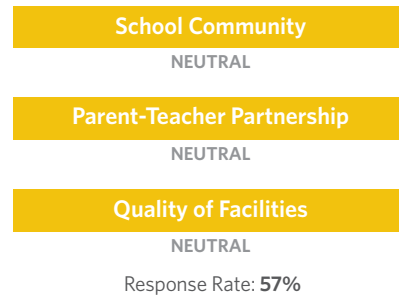 School Community
NEUTRAL
Parent-Teacher Partnership
NEUTRAL
Quality of Facilities
NEUTRAL
Response Rate: 57%